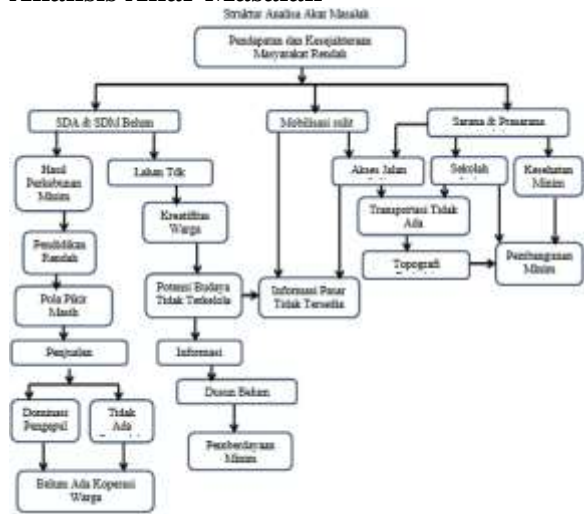 Analisis Akar Masalah
Struktur Analisa Akar Masalah
Pendapatan dan Kesejahteraan
Masyarakat Rendah
SDA & SDM Belum
Mobilisasi sulit
Sarana & Prasarana
Hasil
Perkebunan
Minim
Lahan Tdk
Akses Jalan
Sekolah
Kesehatan
Minim
Kreatifitas
Warga
Transportasi Tidak
Ada
Pendidikan
Rendah
Topografi
Pembangunan
Minim
Pola Pikir
Masih
Potensi Budaya
Tidak Terkelola
Informasi Pasar
Tidak Tersedia
Penjualan
Informasi
Dusun Belum
Dominasi
Pengepul
Tidak
Ada
Pemberdayaan
Minim
Belum Ada Koperasi
Warga